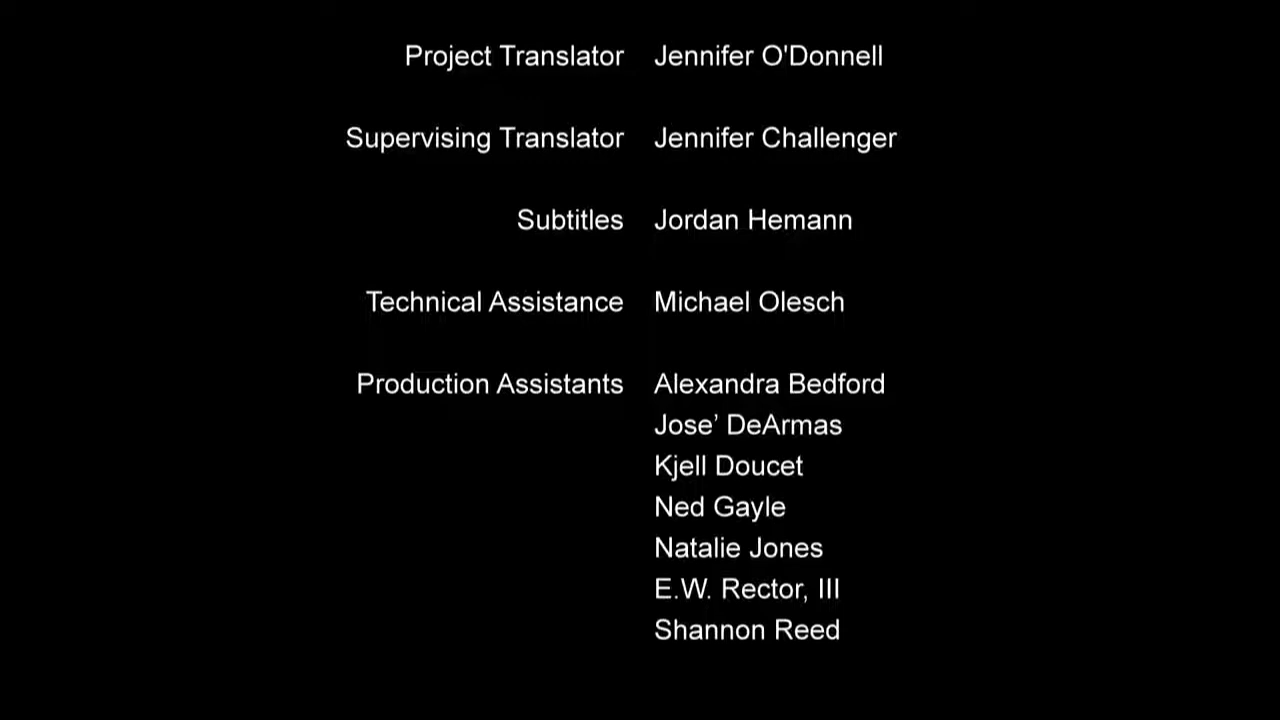 Project Translator Jennifer O'Donnell
Supervising Translator Jennifer Challenger
Subtitles Jordan Hemann
Technical Assistance Michael Olesch
Production Assistants Alexandra Bedford
Jose’ DeArmas
Kjell Doucet
Ned Gayle
Natalie Jones
E.W. Rector, III
Shannon Reed